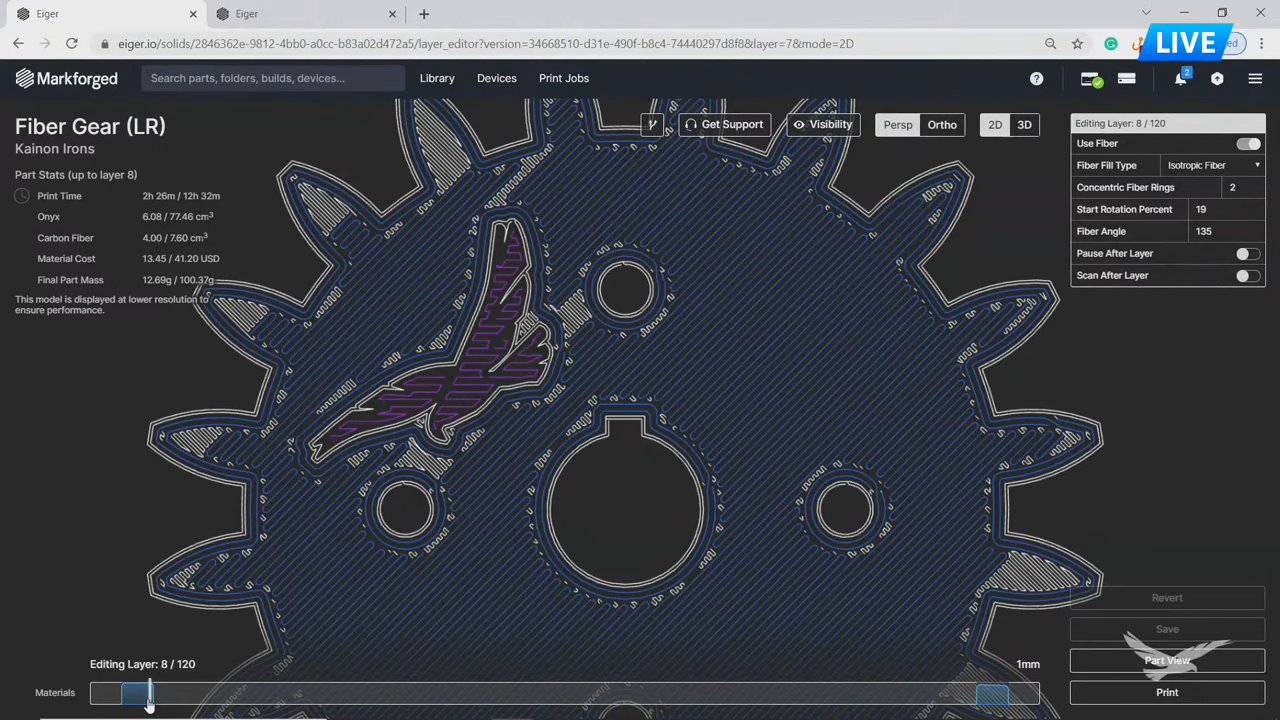 Eiger
Eiger
eiger.io/solids/2846362e-9812-4bb0-a0cc-b83a02d472a5/layer_editor?version=34668510-d31e-490f-b8c4-74440297d8f8&layer=7&mode=2D
LIVE
Markforged
Search parts, folders, builds, devices...
Library
Devices
Print Jobs
2
Fiber Gear (LR)
Kainon Irons
Get Support
Visibility
Persp
Ortho
2D
3D
Part Stats (up to layer 8)
Print Time 2h 26m / 12h 32m
Onyx 6.08 / 77.46 cm³
Carbon Fiber 4.00 / 7.60 cm³
Material Cost 13.45 / 41.20 USD
Final Part Mass 12.69g / 100.37g
This model is displayed at lower resolution to
ensure performance.
Editing Layer: 8 / 120
Use Fiber
Fiber Fill Type Isotropic Fiber
Concentric Fiber Rings 2
Start Rotation Percent 19
Fiber Angle 135
Pause After Layer
Scan After Layer
Revert
Save
Part View
Print
Editing Layer: 8 / 120
1mm
Materials